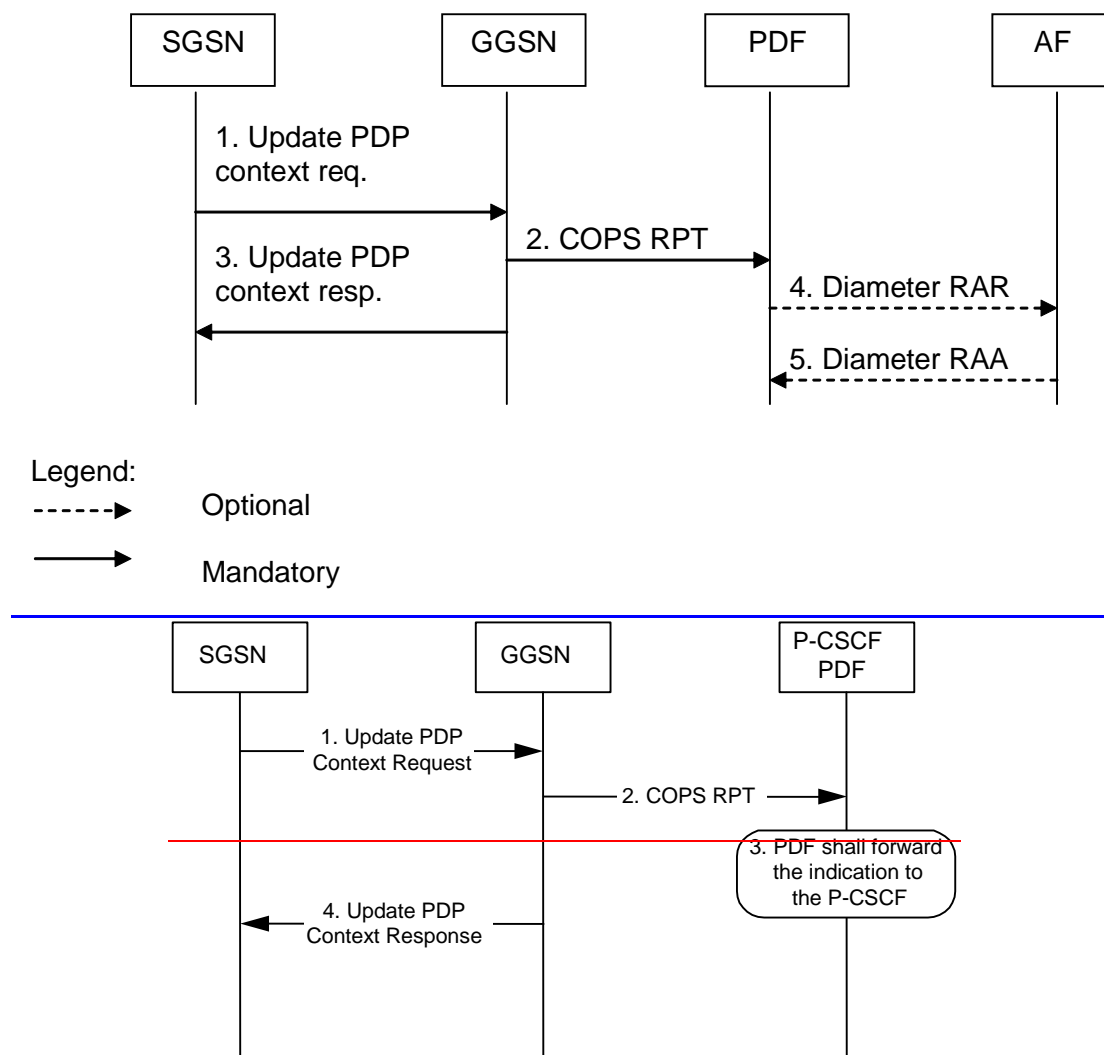 SGSN
GGSN
PDF
AF
1. Update PDP
context req.
2. COPS RPT
3. Update PDP
context resp.
4. Diameter RAR
5. Diameter RAA
Legend:
Optional
Mandatory
SGSN
GGSN
P-CSCF
PDF
1. Update PDP
Context Request
2. COPS RPT
3. PDF shall forward
the indication to
the P-CSCF
4. Update PDP
Context Response